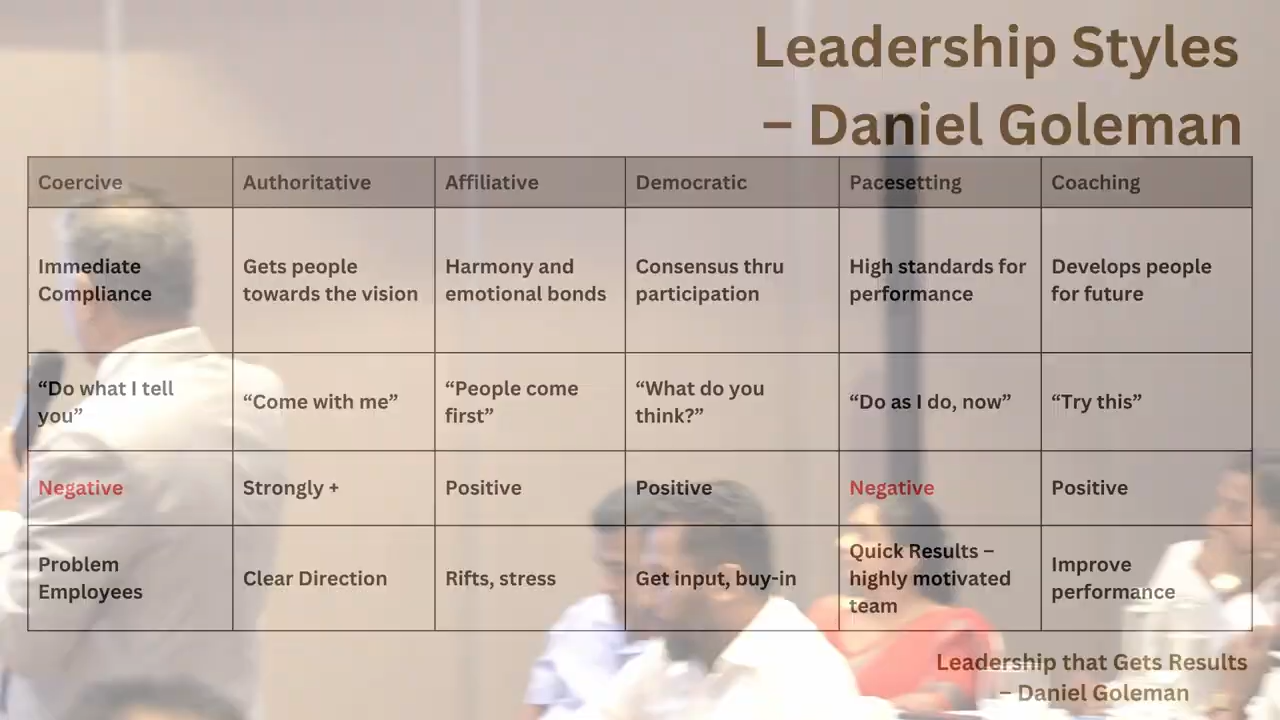 Leadership Styles
– Daniel Goleman
Coercive
Authoritative
Affiliative
Democratic
Pacesetting
Coaching
Immediate
Compliance
Gets people
towards the vision
Harmony and
emotional bonds
Consensus thru
participation
High standards for
performance
Develops people
for future
“Do what I tell
you”
“Come with me”
“People come
first”
“What do you
think?”
“Do as I do, now”
“Try this”
Negative
Strongly +
Positive
Positive
Negative
Positive
Problem
Employees
Clear Direction
Rifts, stress
Get input, buy-in
Quick Results –
highly motivated
team
Improve
performance
Leadership that Gets Results
– Daniel Goleman